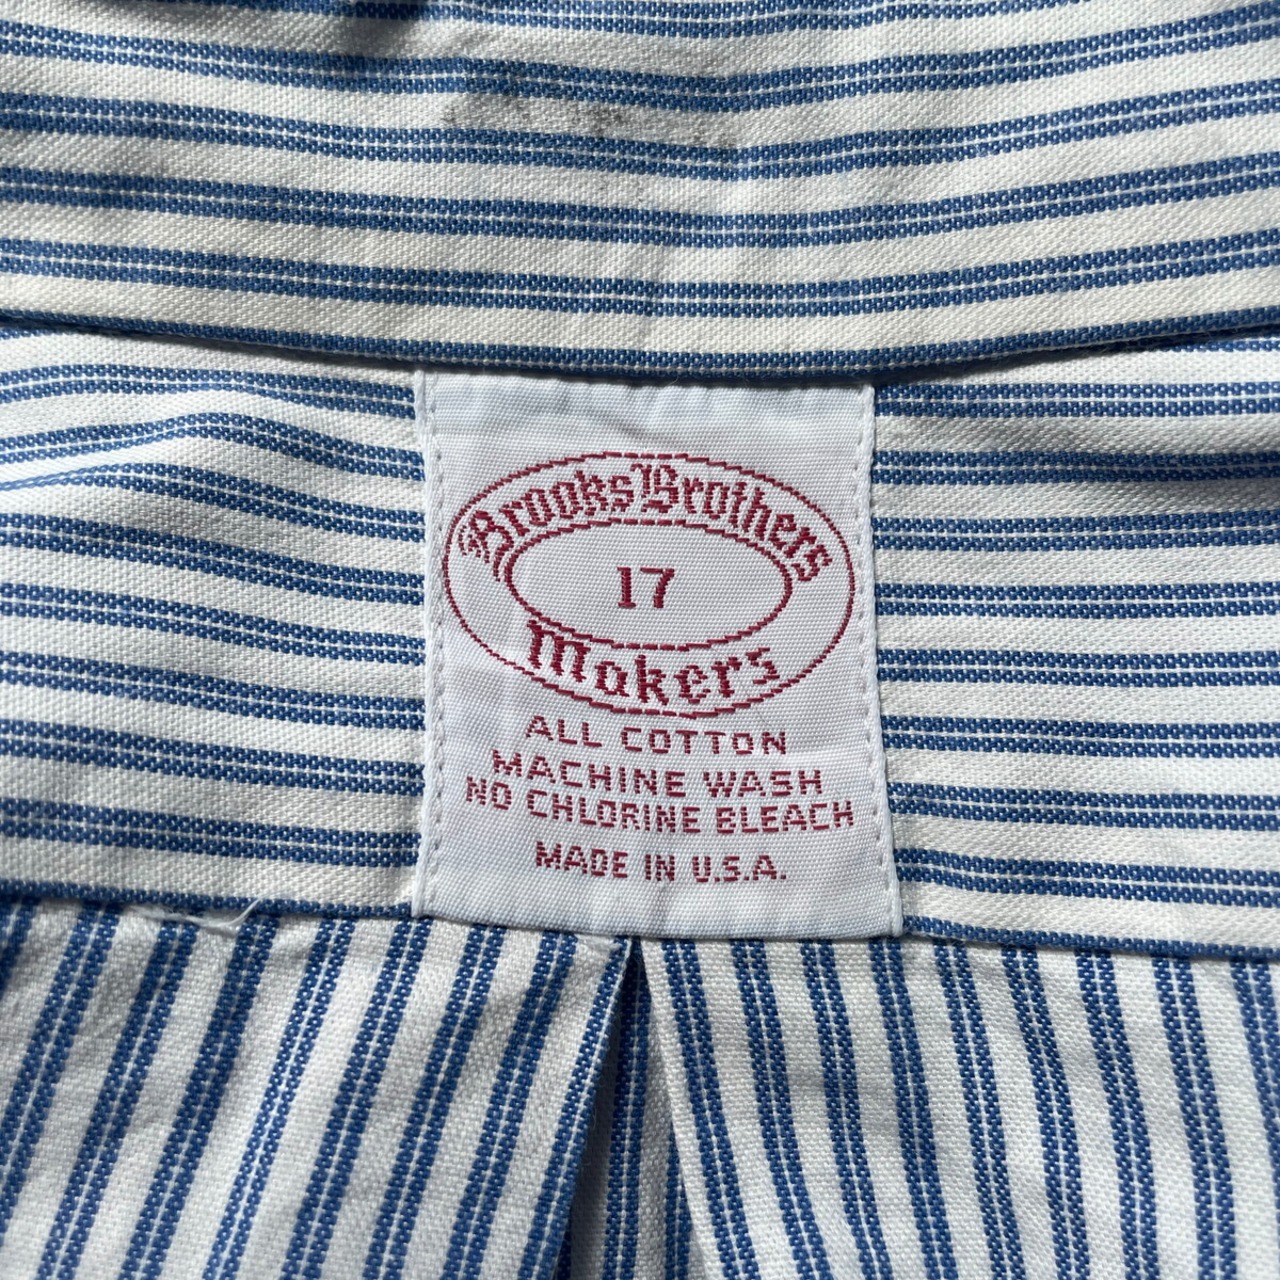 Brooks Brothers
17
Makers
ALL COTTON
MACHINE WASH
NO CHLORINE BLEACH
MADE IN U.S.A.